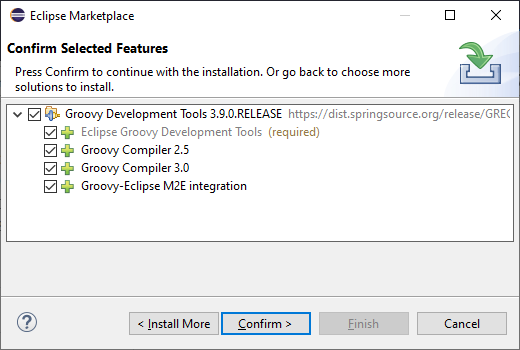 Eclipse Marketplace
Confirm Selected Features
Press Confirm to continue with the installation. Or go back to choose more
solutions to install.
Groovy Development Tools 3.9.0.RELEASE https://dist.springsource.org/release/GREC
Eclipse Groovy Development Tools (required)
Groovy Compiler 2.5
Groovy Compiler 3.0
Groovy-Eclipse M2E integration
< Install More Confirm > Finish Cancel